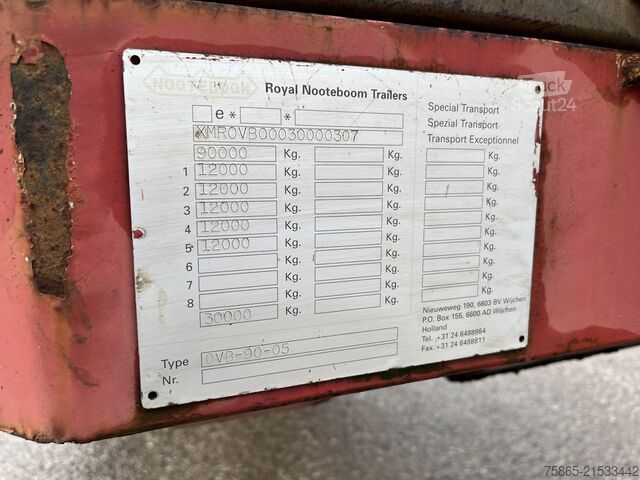 NOOTEBOOM Royal Nooteboom Trailers
e* *
Special Transport
Spezial Transport
Transport Exceptionnel
XMR0VB00030000307
90000 Kg. Kg. Kg.
1 12000 Kg. Kg. Kg.
2 12000 Kg. Kg. Kg.
3 12000 Kg. Kg. Kg.
4 12000 Kg. Kg. Kg.
5 12000 Kg. Kg. Kg.
6 Kg. Kg. Kg.
7 Kg. Kg. Kg.
8 Kg. Kg. Kg.
30000 Kg. Kg.
Type OVB-90-05
Nr.
Nieuweweg 190, 6603 BV Wijchen
P.O. Box 155, 6600 AD Wijchen
Holland
Tel. +31 24 6488864
Fax. +31 24 6488811
75865-21533442